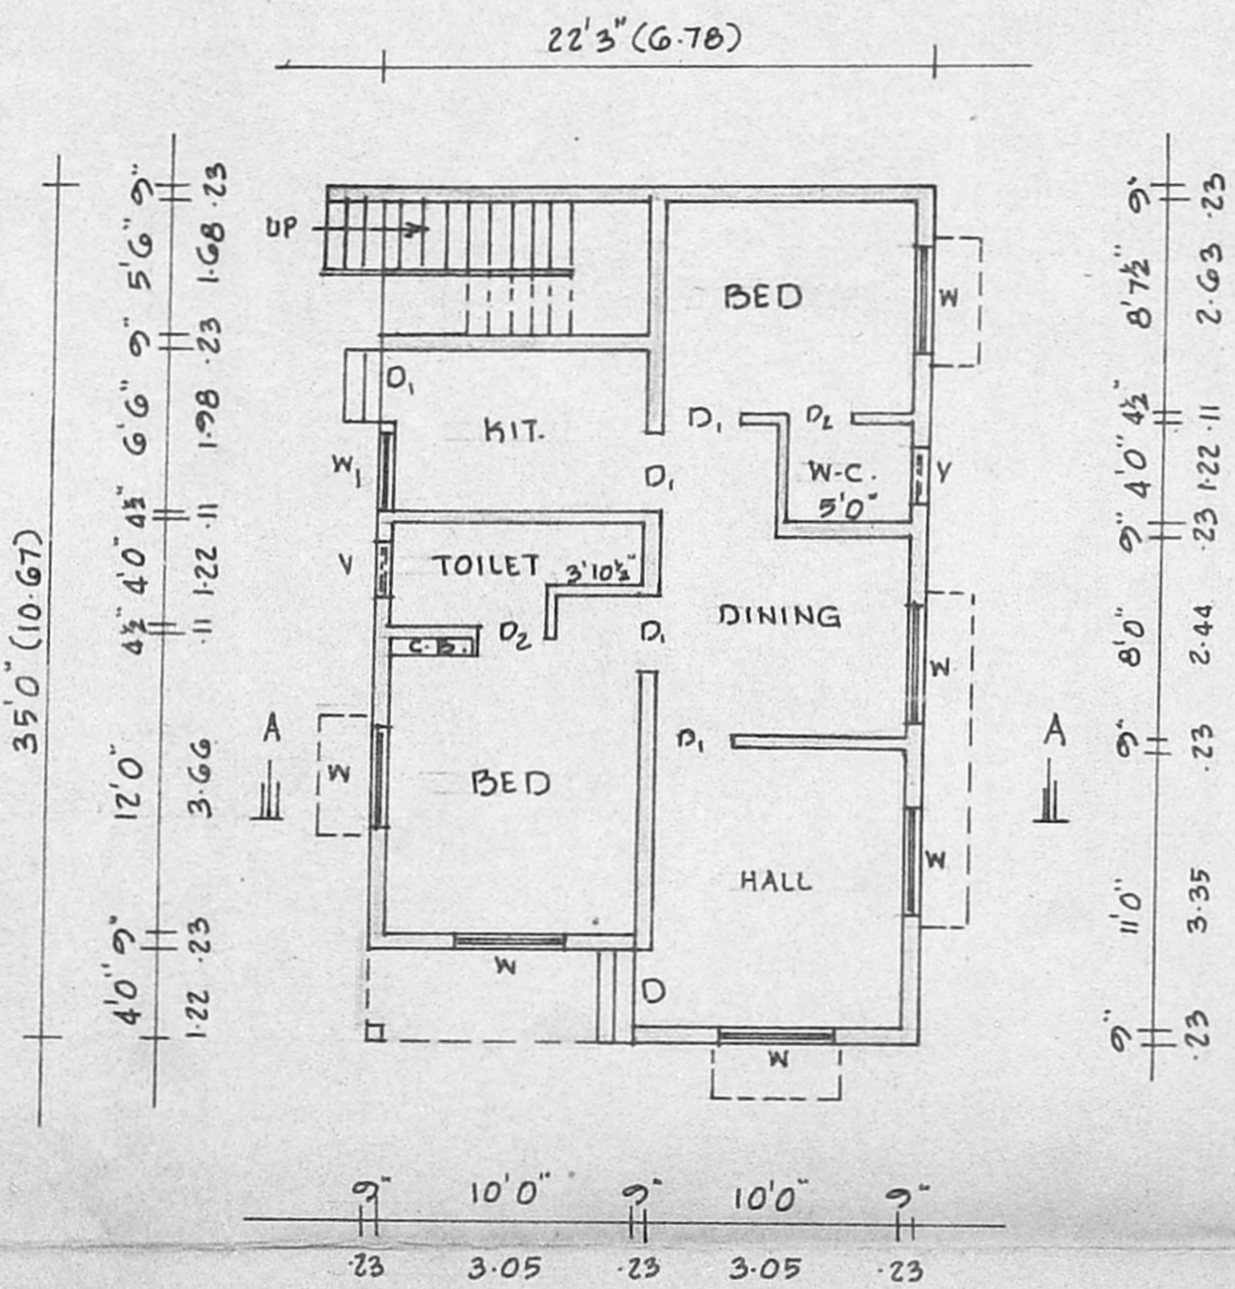 22'3" (6.78)
35'0" (10.67)
9" .23
5'6" 1.68
9" .23
6'6" 1.98
4½" .11
4'0" 1.22
4½" .11
12'0" 3.66
9" .23
4'0" 1.22
UP
BED
W
D₁
KIT.
D₁
D₂
W₁
D₁
W.C.
5'0"
V
V
TOILET
3'10½"
D₂
D₁
DINING
C.B.
W
A
W
BED
D₁
A
W
HALL
W
D
W
9" .23
8'7½" 2.63
4½" .11
4'0" 1.22
9" .23
8'0" 2.44
9" .23
11'0" 3.35
9" .23
9" 10'0" 9" 10'0" 9"
.23 3.05 .23 3.05 .23